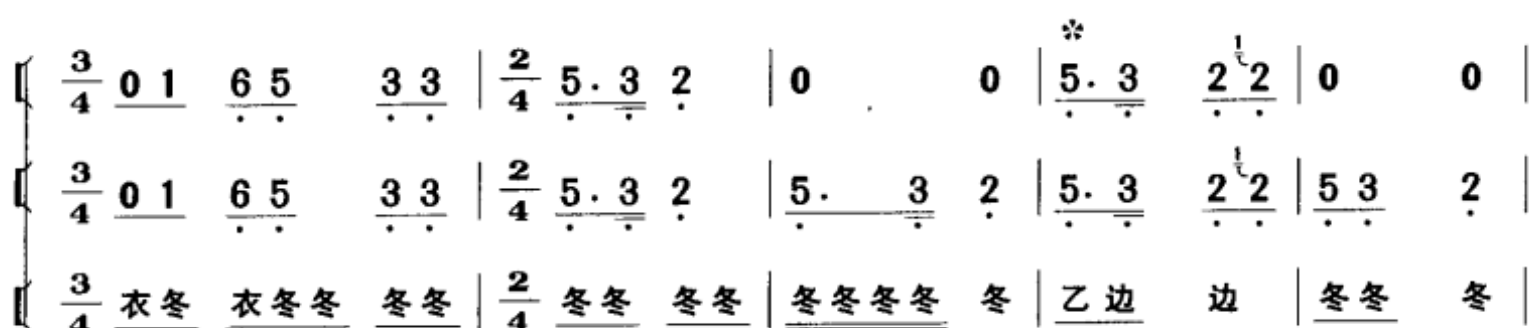 3/4 0 1 6 5 3 3 | 2/4 5. 3 2 | 0 0 | 5. 3 2 1 2 | 0 0 |
3/4 0 1 6 5 3 3 | 2/4 5. 3 2 | 5. 3 2 | 5. 3 2 1 2 | 5 3 2 |
3/4 衣冬 衣冬冬 冬冬 | 2/4 冬冬 冬冬 | 冬冬冬冬 冬 | 乙边 边 | 冬冬 冬 |